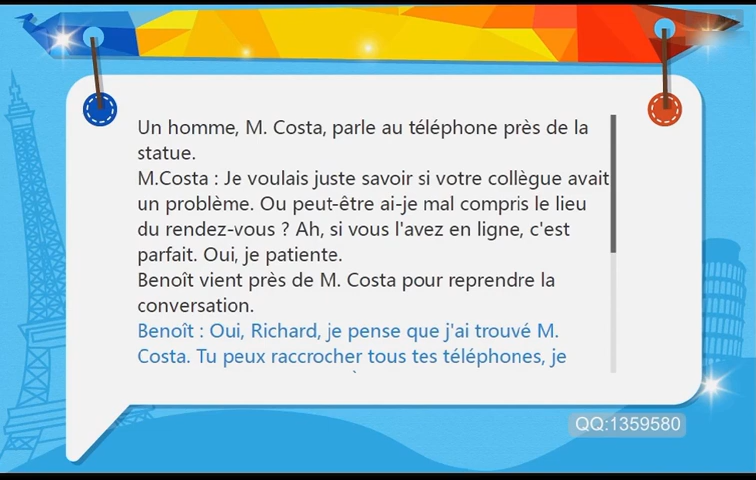 Un homme, M. Costa, parle au téléphone près de la
statue.
M.Costa : Je voulais juste savoir si votre collègue avait
un problème. Ou peut-être ai-je mal compris le lieu
du rendez-vous ? Ah, si vous l'avez en ligne, c'est
parfait. Oui, je patiente.
Benoît vient près de M. Costa pour reprendre la
conversation.
Benoît : Oui, Richard, je pense que j'ai trouvé M.
Costa. Tu peux raccrocher tous tes téléphones, je
QQ:1359580